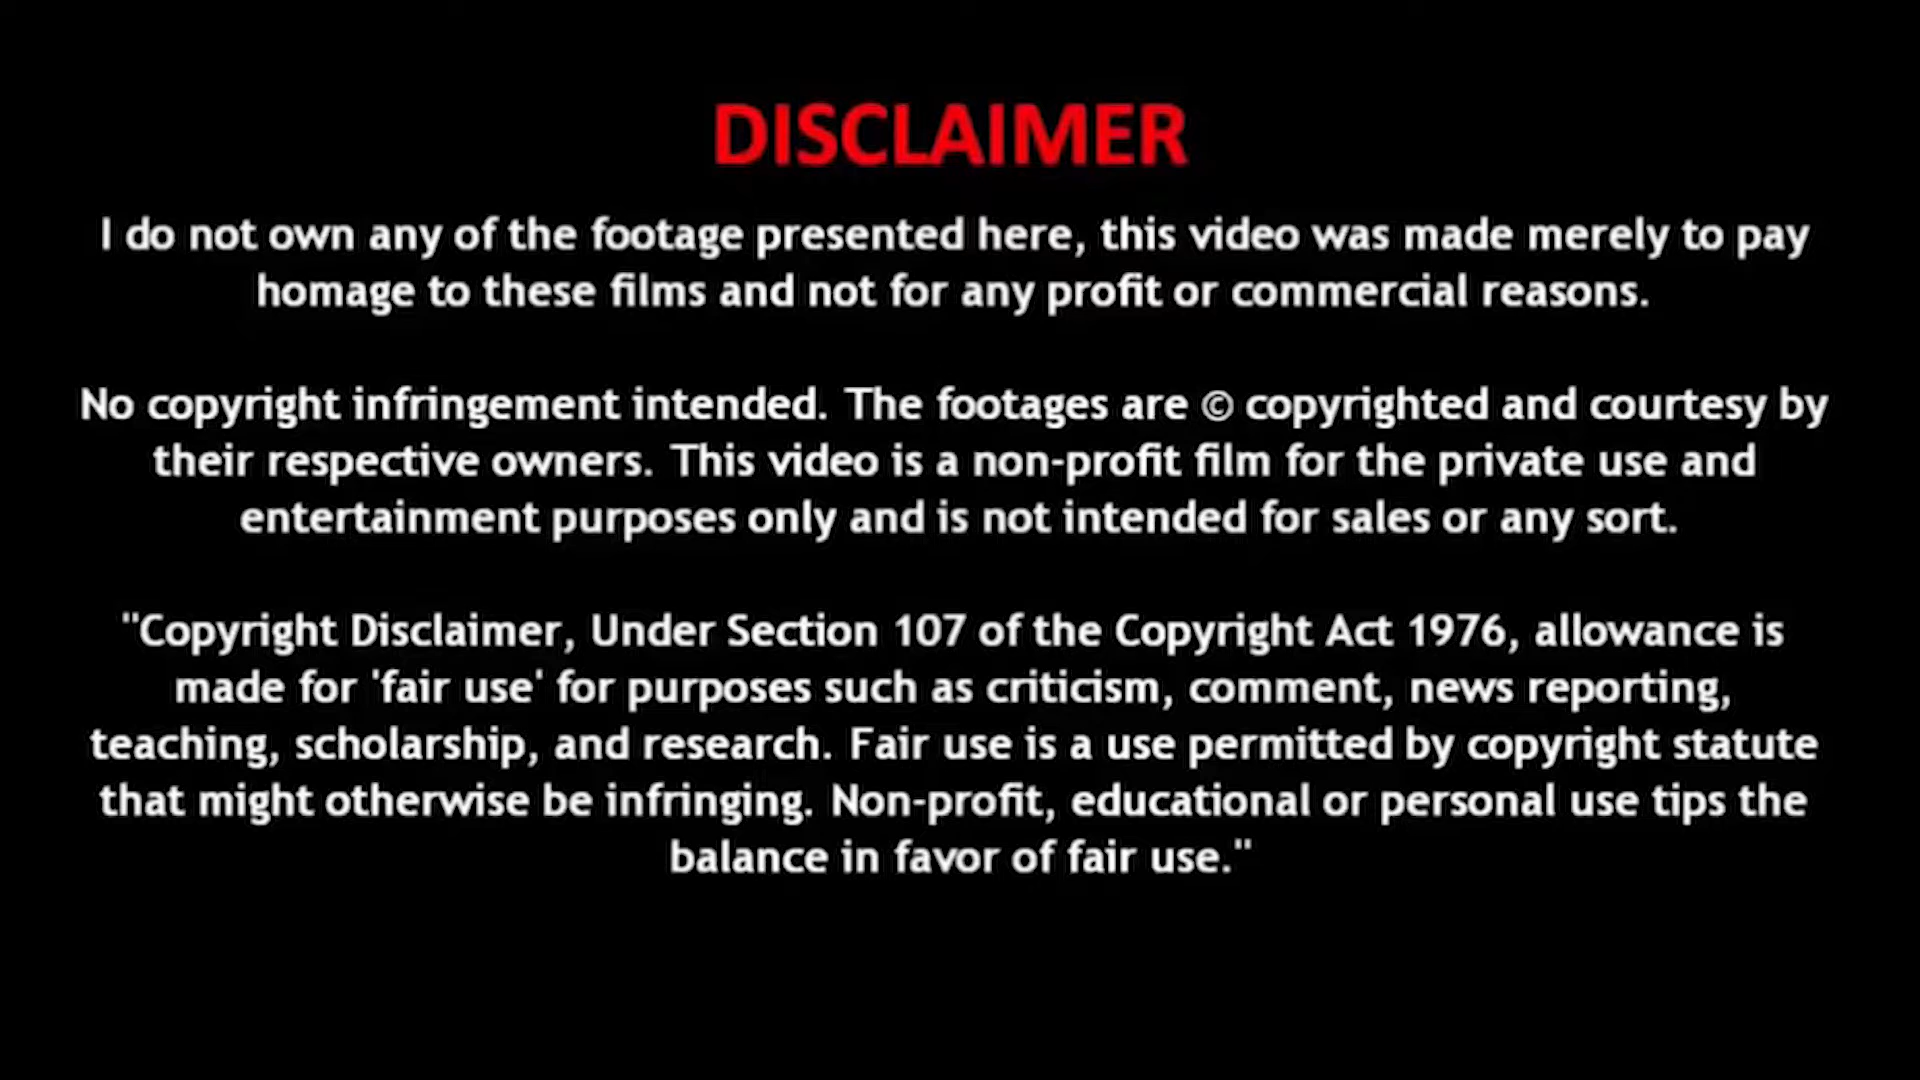 DISCLAIMER
I do not own any of the footage presented here, this video was made merely to pay
homage to these films and not for any profit or commercial reasons.
No copyright infringement intended. The footages are © copyrighted and courtesy by
their respective owners. This video is a non-profit film for the private use and
entertainment purposes only and is not intended for sales or any sort.
"Copyright Disclaimer, Under Section 107 of the Copyright Act 1976, allowance is
made for 'fair use' for purposes such as criticism, comment, news reporting,
teaching, scholarship, and research. Fair use is a use permitted by copyright statute
that might otherwise be infringing. Non-profit, educational or personal use tips the
balance in favor of fair use."